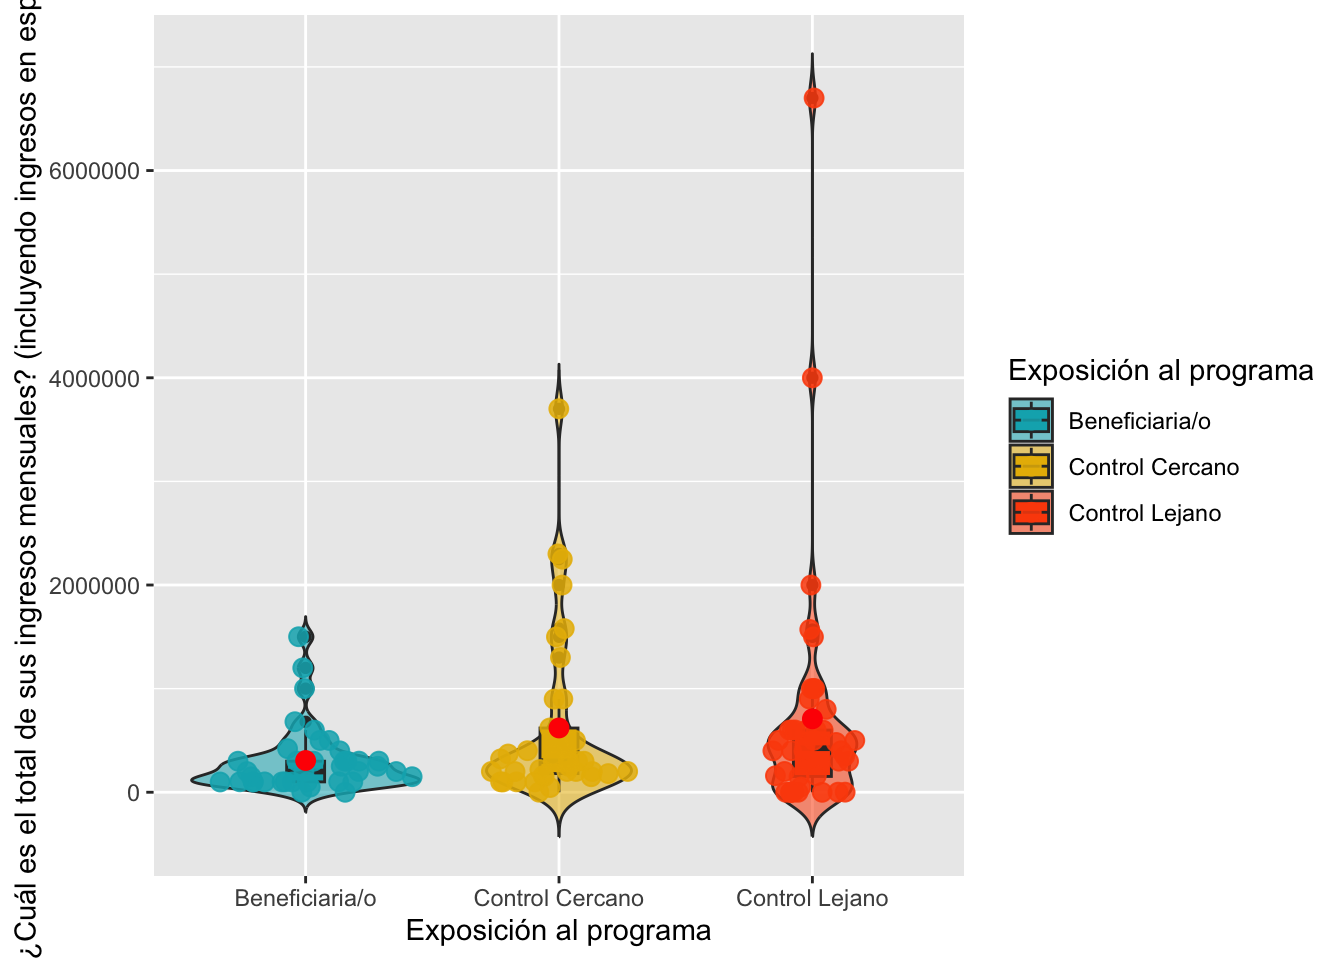 ¿Cuál es el total de sus ingresos mensuales? (incluyendo ingresos en esp
6000000
4000000
2000000
0
Beneficiaria/o
Control Cercano
Control Lejano
Exposición al programa
Exposición al programa
Beneficiaria/o
Control Cercano
Control Lejano